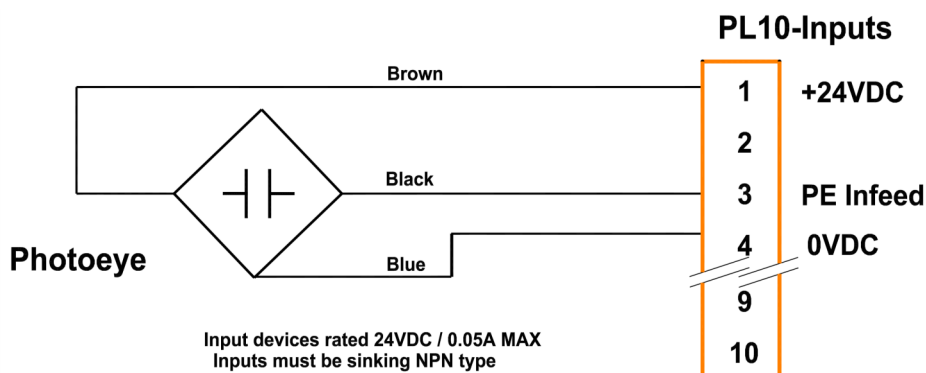 PL10-Inputs
Brown
1 +24VDC
2
Black
3 PE Infeed
Photoeye
Blue
4 0VDC
9
Input devices rated 24VDC / 0.05A MAX
Inputs must be sinking NPN type
10